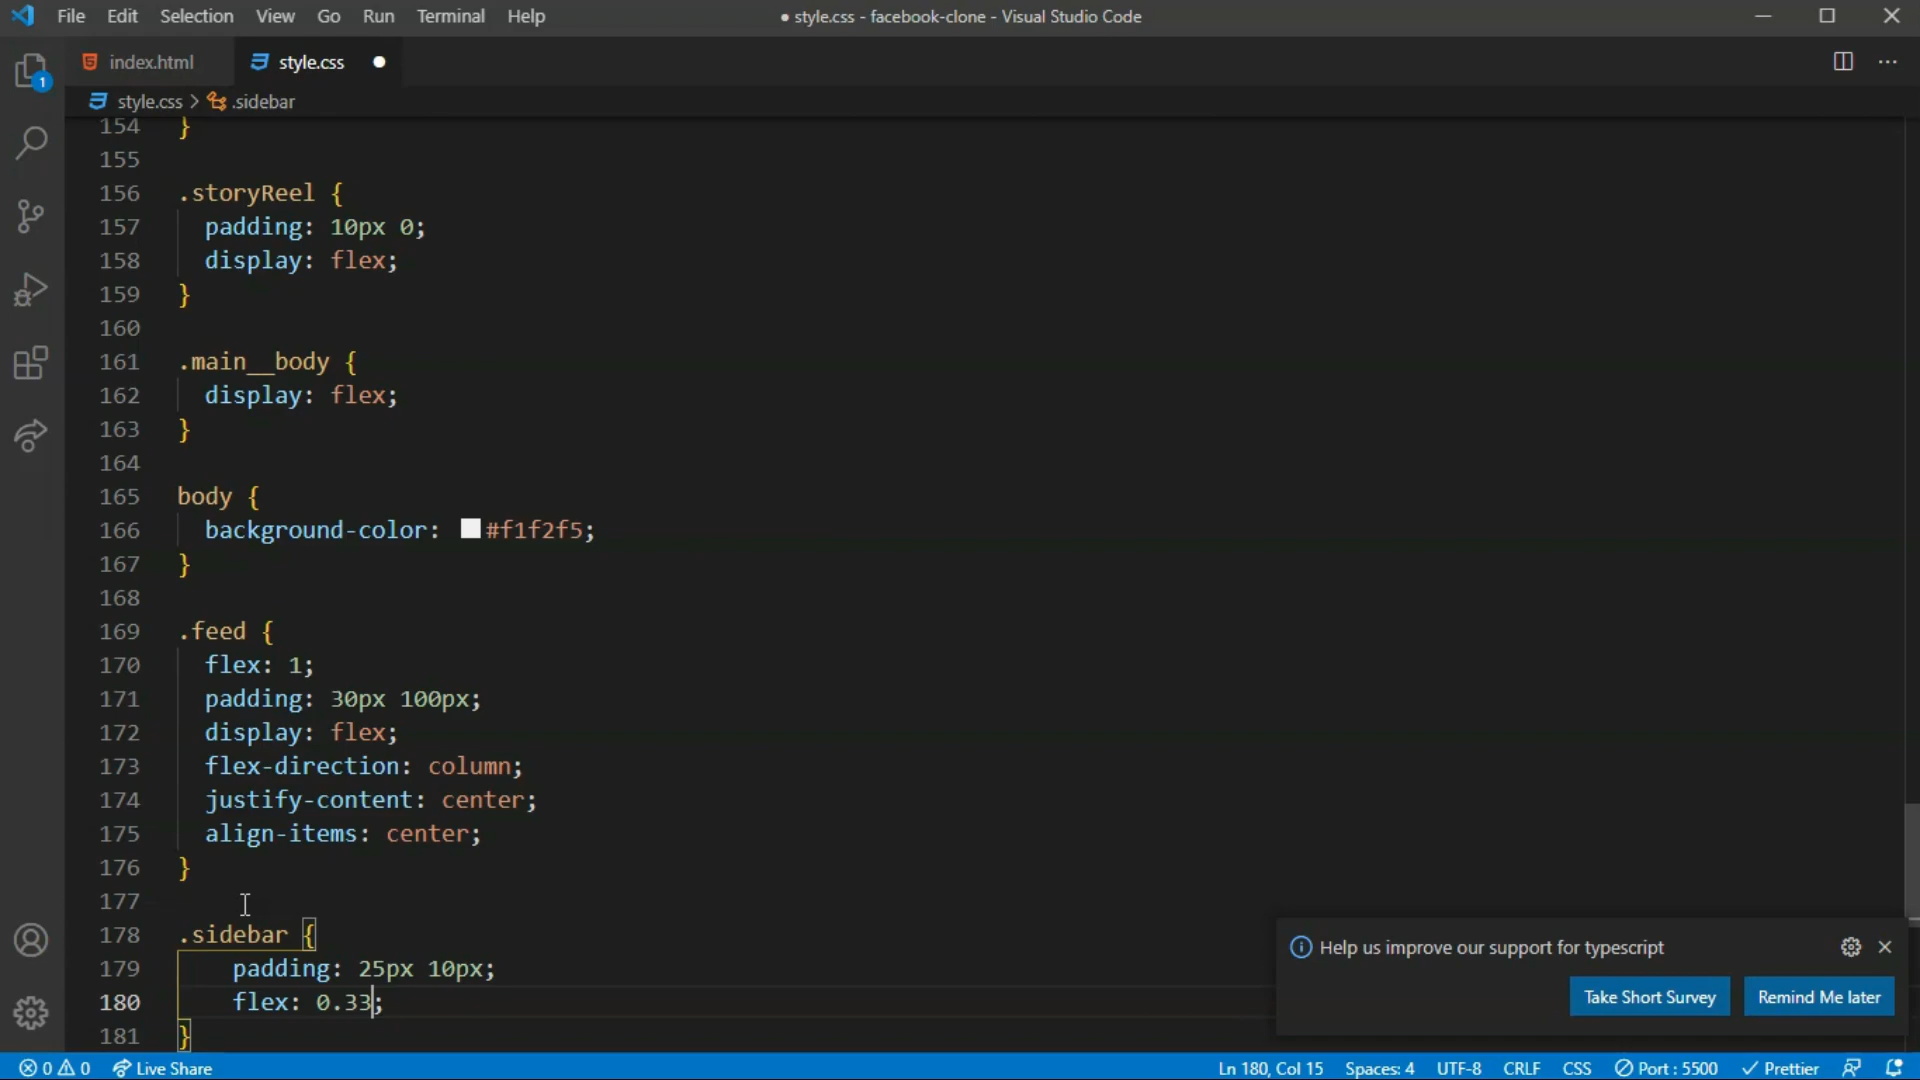 File Edit Selection View Go Run Terminal Help
● style.css - facebook-clone - Visual Studio Code
index.html style.css
style.css > .sidebar
154 }
155
156 .storyReel {
157 padding: 10px 0;
158 display: flex;
159 }
160
161 .main__body {
162 display: flex;
163 }
164
165 body {
166 background-color: #f1f2f5;
167 }
168
169 .feed {
170 flex: 1;
171 padding: 30px 100px;
172 display: flex;
173 flex-direction: column;
174 justify-content: center;
175 align-items: center;
176 }
177
178 .sidebar {
179 padding: 25px 10px;
180 flex: 0.33;
181 }
1
Help us improve our support for typescript
Take Short Survey Remind Me later
0 0 Live Share Ln 180, Col 15 Spaces: 4 UTF-8 CRLF CSS Port : 5500 Prettier